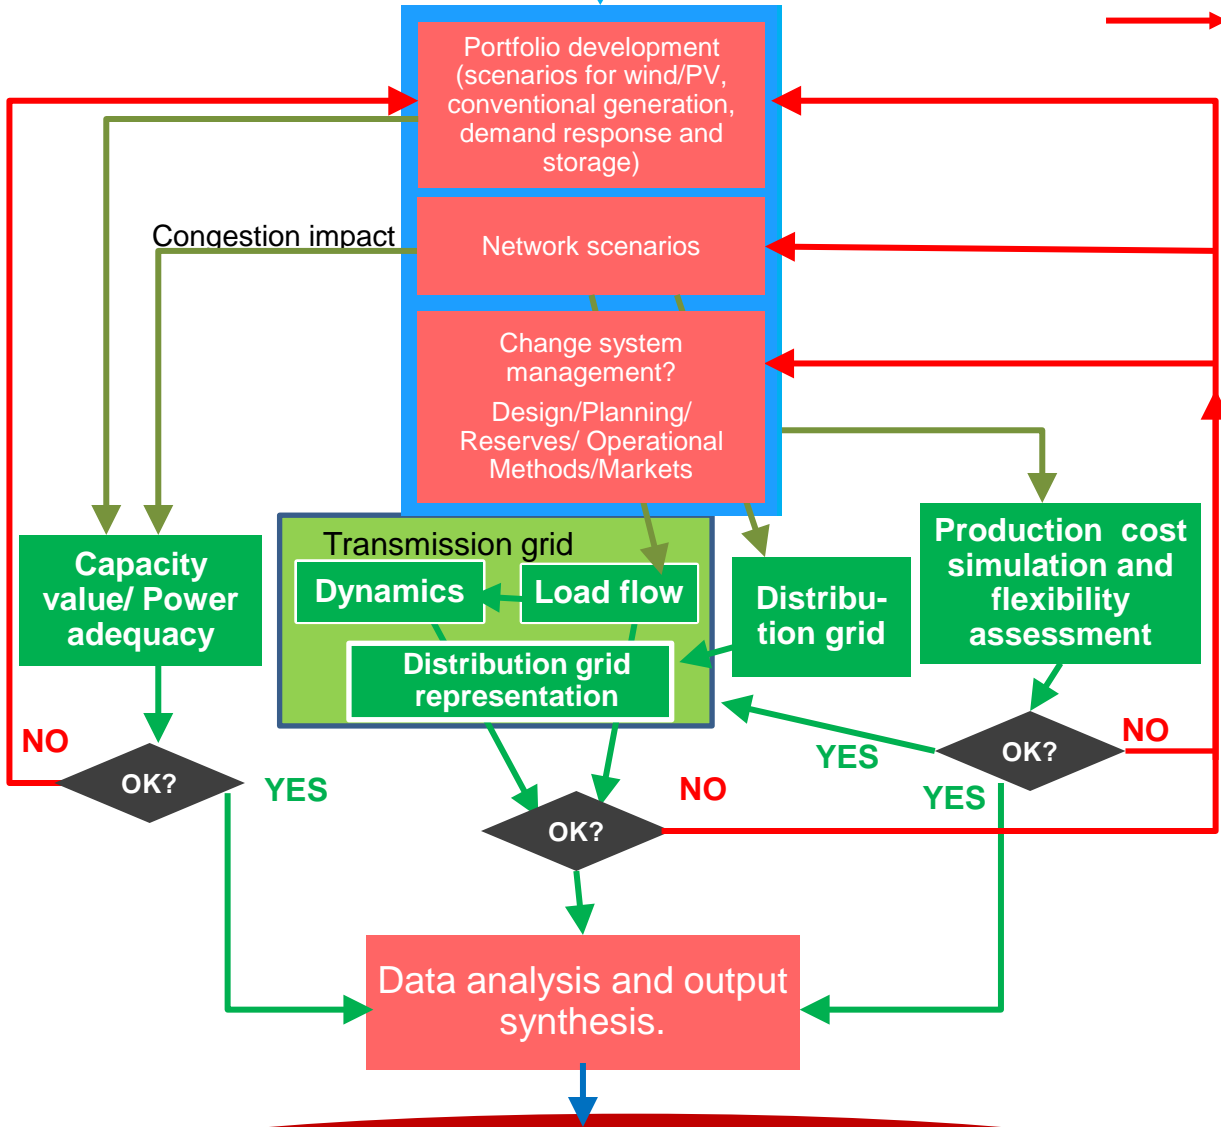 Portfolio development
(scenarios for wind/PV,
conventional generation,
demand response and
storage)
Congestion impact
Network scenarios
Change system
management?
Design/Planning/
Reserves/ Operational
Methods/Markets
Transmission grid
Dynamics
Load flow
Distribution grid
representation
Capacity
value/ Power
adequacy
Distribu-
tion grid
Production  cost
simulation and
flexibility
assessment
NO
OK?
YES
OK?
NO
YES
OK?
NO
YES
Data analysis and output
synthesis.